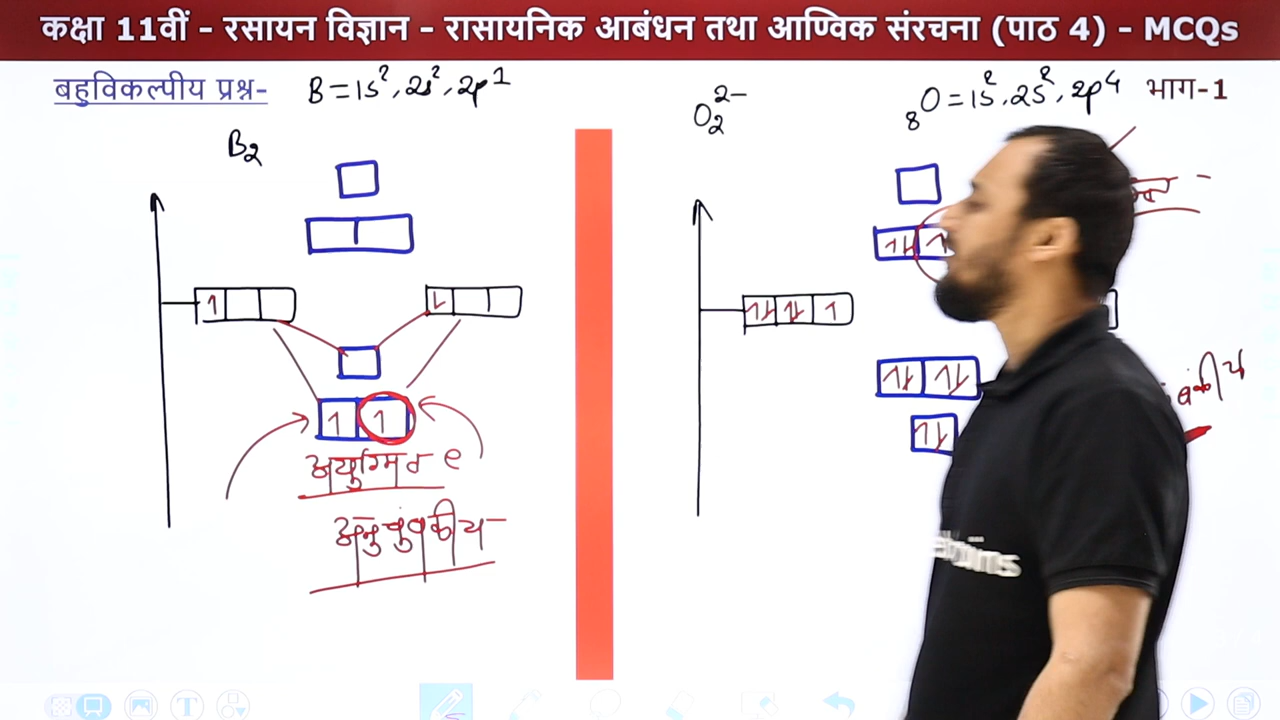 कक्षा 11वीं - रसायन विज्ञान - रासायनिक आबंधन तथा आण्विक संरचना (पाठ 4) - MCQs
बहुविकल्पीय प्रश्न-
B = 1s², 2s², 2p¹
B₂
अयुग्मित e
अनुचुंबकीय
O₂²⁻
₈O = 1s², 2s², 2p⁴
भाग-1